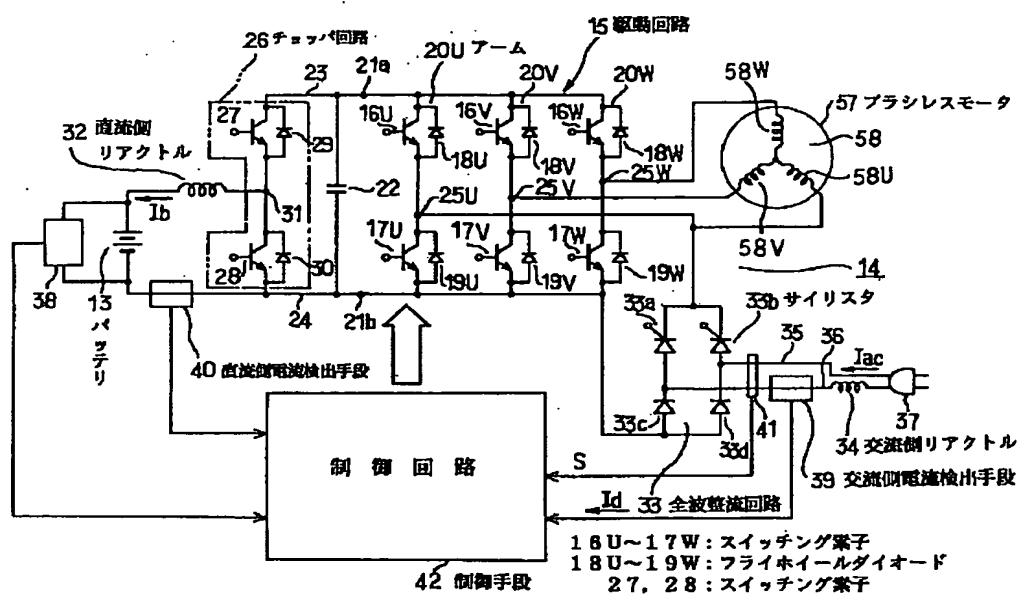 26 チョッパ回路
23
21a
20U アーム
15 駆動回路
20V
20W
27
29
16U
16V
16W
18U
18V
18W
58W
57 ブラシレスモータ
58
58U
58V
32 直流側
リアクトル
Ib
31
22
25U
25V
25W
28
30
17U
17V
17W
19U
19V
19W
14
38
13 バッテリ
24
21b
33a
33b サイリスタ
35
36
Iac
37
40 直流側電流検出手段
33c
33d
41
34 交流側リアクトル
39 交流側電流検出手段
制御回路
S
Id
33 全波整流回路
42 制御手段
16U～17W：スイッチング素子
18U～19W：フライホイールダイオード
27，28：スイッチング素子